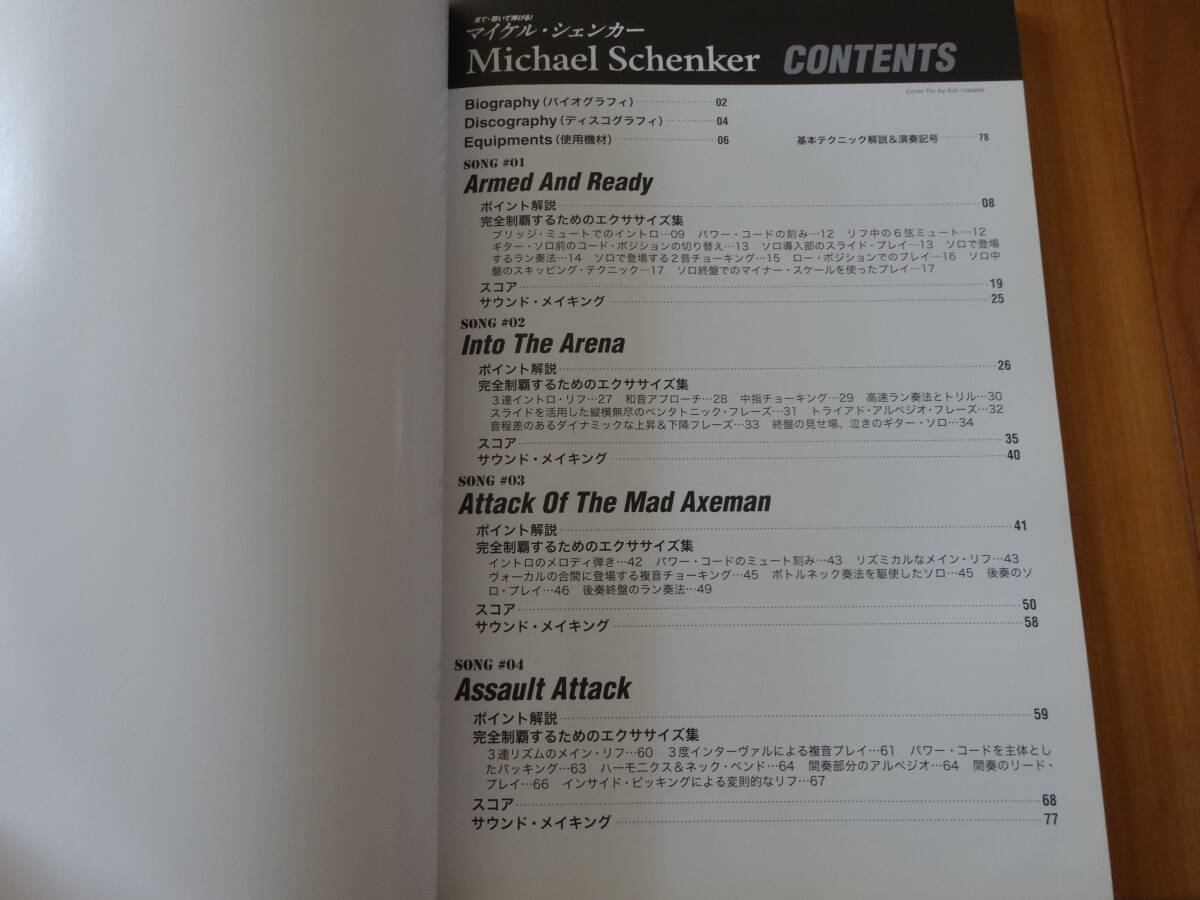 見て・聴いて弾ける!
マイケル・シェンカー
Michael Schenker CONTENTS
Cover Pic by Koh Hasebe
Biography(バイオグラフィ)……02
Discography(ディスコグラフィ)……04
Equipments(使用機材)……06 基本テクニック解説&演奏記号……78
SONG #01
Armed And Ready
ポイント解説……08
完全制覇するためのエクササイズ集
ブリッジ・ミュートでのイントロ…09 パワー・コードの刻み…12 リフ中の6弦ミュート…12
ギター・ソロ前のコード・ポジションの切り替え…13 ソロ導入部のスライド・プレイ…13 ソロで登場
するラン奏法…14 ソロで登場する2音チョーキング…15 ロー・ポジションでのプレイ…16 ソロ中
盤のスキッピング・テクニック…17 ソロ終盤でのマイナー・スケールを使ったプレイ…17
スコア……19
サウンド・メイキング……25
SONG #02
Into The Arena
ポイント解説……26
完全制覇するためのエクササイズ集
3連イントロ・リフ…27 和音アプローチ…28 中指チョーキング…29 高速ラン奏法とトリル…30
スライドを活用した縦横無尽のペンタトニック・フレーズ…31 トライアド・アルペジオ・フレーズ…32
音程差のあるダイナミックな上昇&下降フレーズ…33 終盤の見せ場、泣きのギター・ソロ…34
スコア……35
サウンド・メイキング……40
SONG #03
Attack Of The Mad Axeman
ポイント解説……41
完全制覇するためのエクササイズ集
イントロのメロディ弾き…42 パワー・コードのミュート刻み…43 リズミカルなメイン・リフ…43
ヴォーカルの合間に登場する複音チョーキング…45 ボトルネック奏法を駆使したソロ…45 後奏のソ
ロ・プレイ…46 後奏終盤のラン奏法…49
スコア……50
サウンド・メイキング……58
SONG #04
Assault Attack
ポイント解説……59
完全制覇するためのエクササイズ集
3連リズムのメイン・リフ…60 3度インターヴァルによる複音プレイ…61 パワー・コードを主体とし
たバッキング…63 ハーモニクス&ネック・ベンド…64 間奏部分のアルペジオ…64 間奏のリード・
プレイ…66 インサイド・ピッキングによる変則的なリフ…67
スコア……68
サウンド・メイキング……77